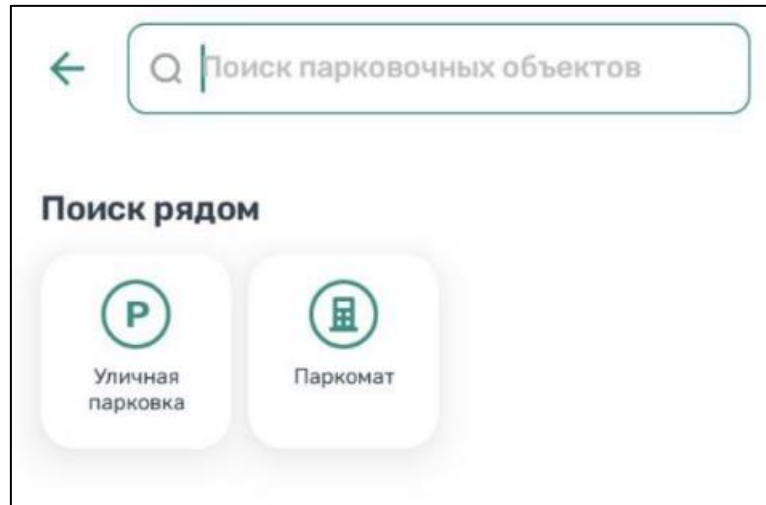 Поиск парковочных объектов
Поиск рядом
P
Уличная
парковка
Паркомат